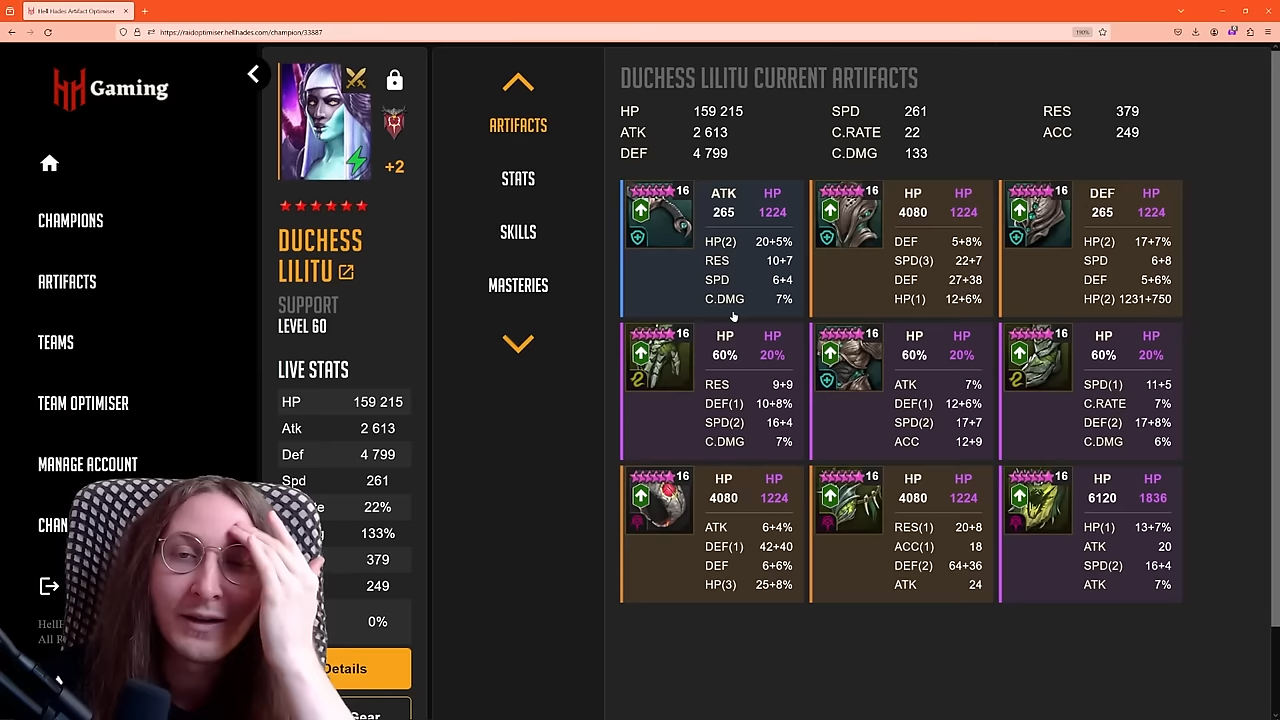 Hell Hades Artifact Optimiser
https://raidoptimiser.hellhades.com/champion/33887
190%
HH Gaming
CHAMPIONS
ARTIFACTS
TEAMS
TEAM OPTIMISER
MANAGE ACCOUNT
CHAN
HellH
All R
+2
DUCHESS
LILITU
SUPPORT
LEVEL 60
LIVE STATS
HP 159 215
Atk 2 613
Def 4 799
Spd 261
22%
133%
379
249
0%
Details
Gear
ARTIFACTS
STATS
SKILLS
MASTERIES
DUCHESS LILITU CURRENT ARTIFACTS
HP 159 215 SPD 261 RES 379
ATK 2 613 C.RATE 22 ACC 249
DEF 4 799 C.DMG 133
16 ATK HP
265 1224
HP(2) 20+5%
RES 10+7
SPD 6+4
C.DMG 7%
16 HP HP
4080 1224
DEF 5+8%
SPD(3) 22+7
DEF 27+38
HP(1) 12+6%
16 DEF HP
265 1224
HP(2) 17+7%
SPD 6+8
DEF 5+6%
HP(2) 1231+750
16 HP HP
60% 20%
RES 9+9
DEF(1) 10+8%
SPD(2) 16+4
C.DMG 7%
16 HP HP
60% 20%
ATK 7%
DEF(1) 12+6%
SPD(2) 17+7
ACC 12+9
16 HP HP
60% 20%
SPD(1) 11+5
C.RATE 7%
DEF(2) 17+8%
C.DMG 6%
16 HP HP
4080 1224
ATK 6+4%
DEF(1) 42+40
DEF 6+6%
HP(3) 25+8%
16 HP HP
4080 1224
RES(1) 20+8
ACC(1) 18
DEF(2) 64+36
ATK 24
16 HP HP
6120 1836
HP(1) 13+7%
ATK 20
SPD(2) 16+4
ATK 7%